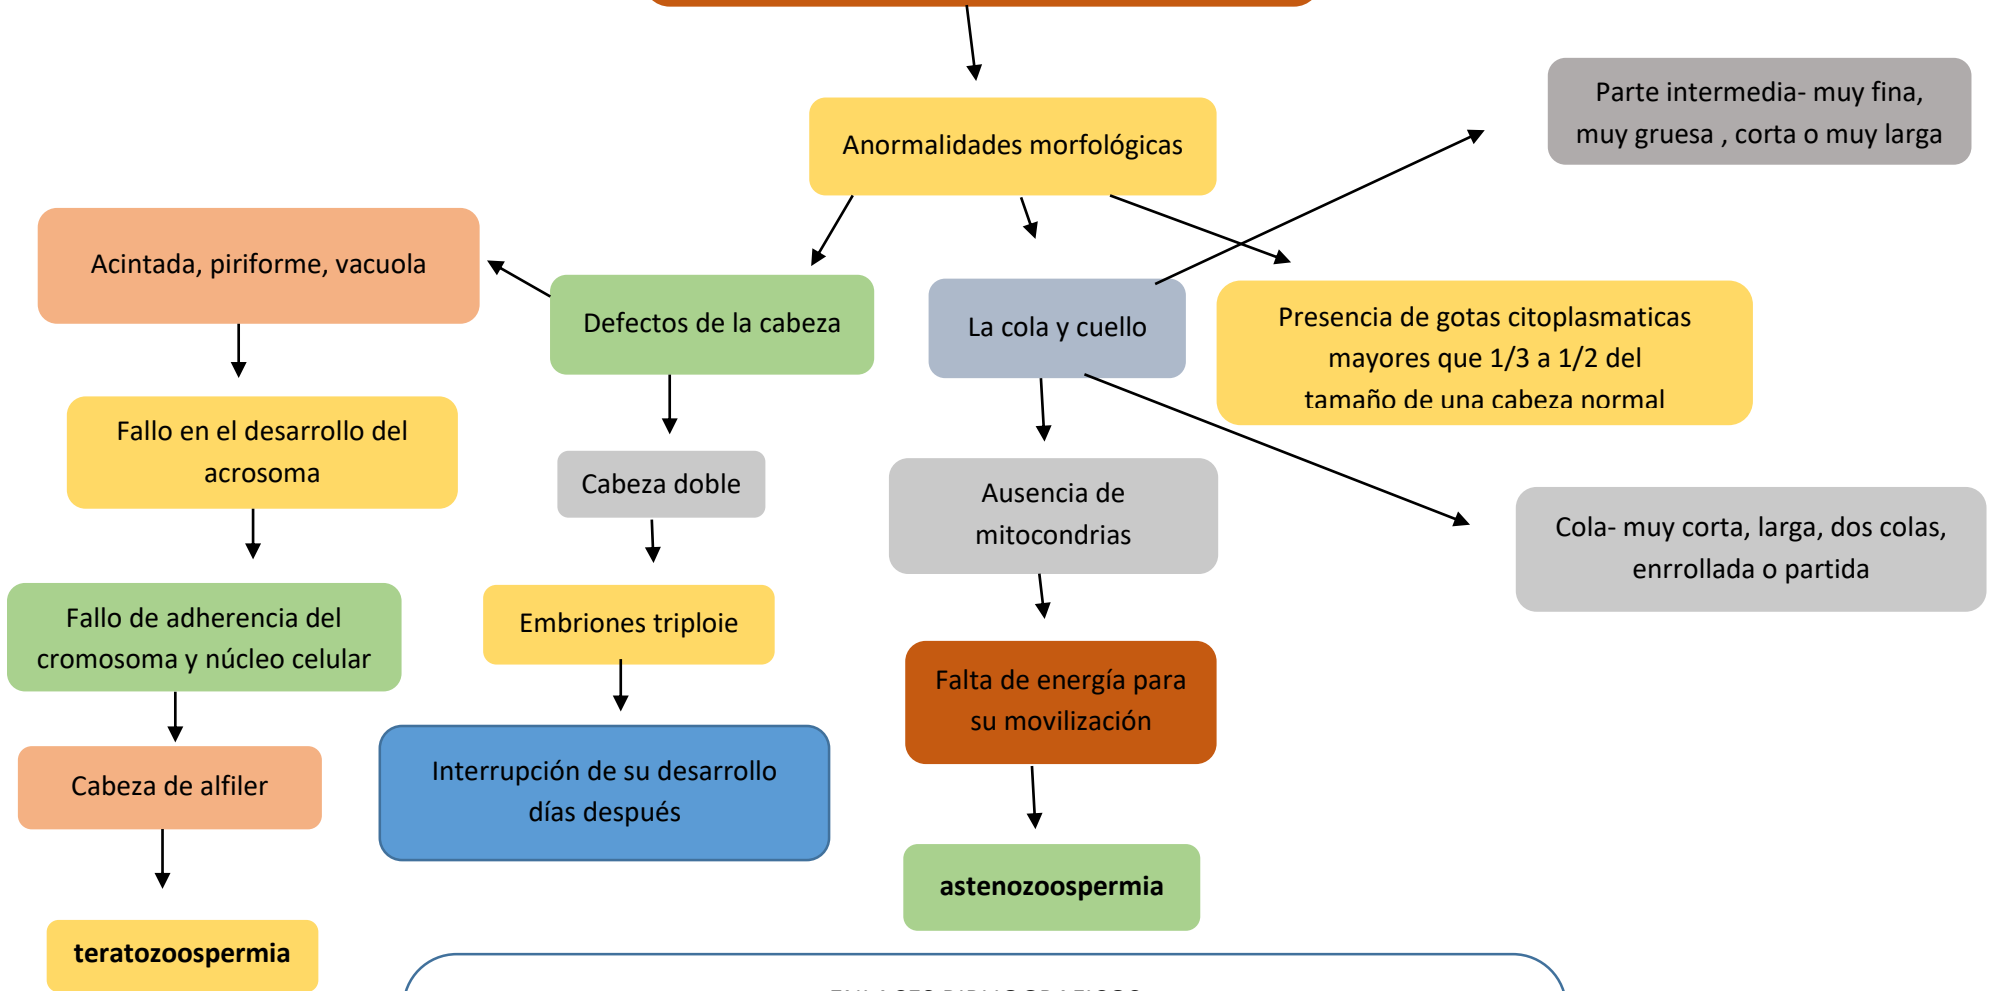 Parte intermedia- muy fina,
muy gruesa , corta o muy larga
Anormalidades morfológicas
Acintada, piriforme, vacuola
Defectos de la cabeza
La cola y cuello
Presencia de gotas citoplasmaticas
mayores que 1/3 a 1/2 del
tamaño de una cabeza normal
Fallo en el desarrollo del
acrosoma
Cabeza doble
Ausencia de
mitocondrias
Cola- muy corta, larga, dos colas,
enrrollada o partida
Fallo de adherencia del
cromosoma y núcleo celular
Embriones triploie
Falta de energía para
su movilización
Cabeza de alfiler
Interrupción de su desarrollo
días después
astenozoospermia
teratozoospermia